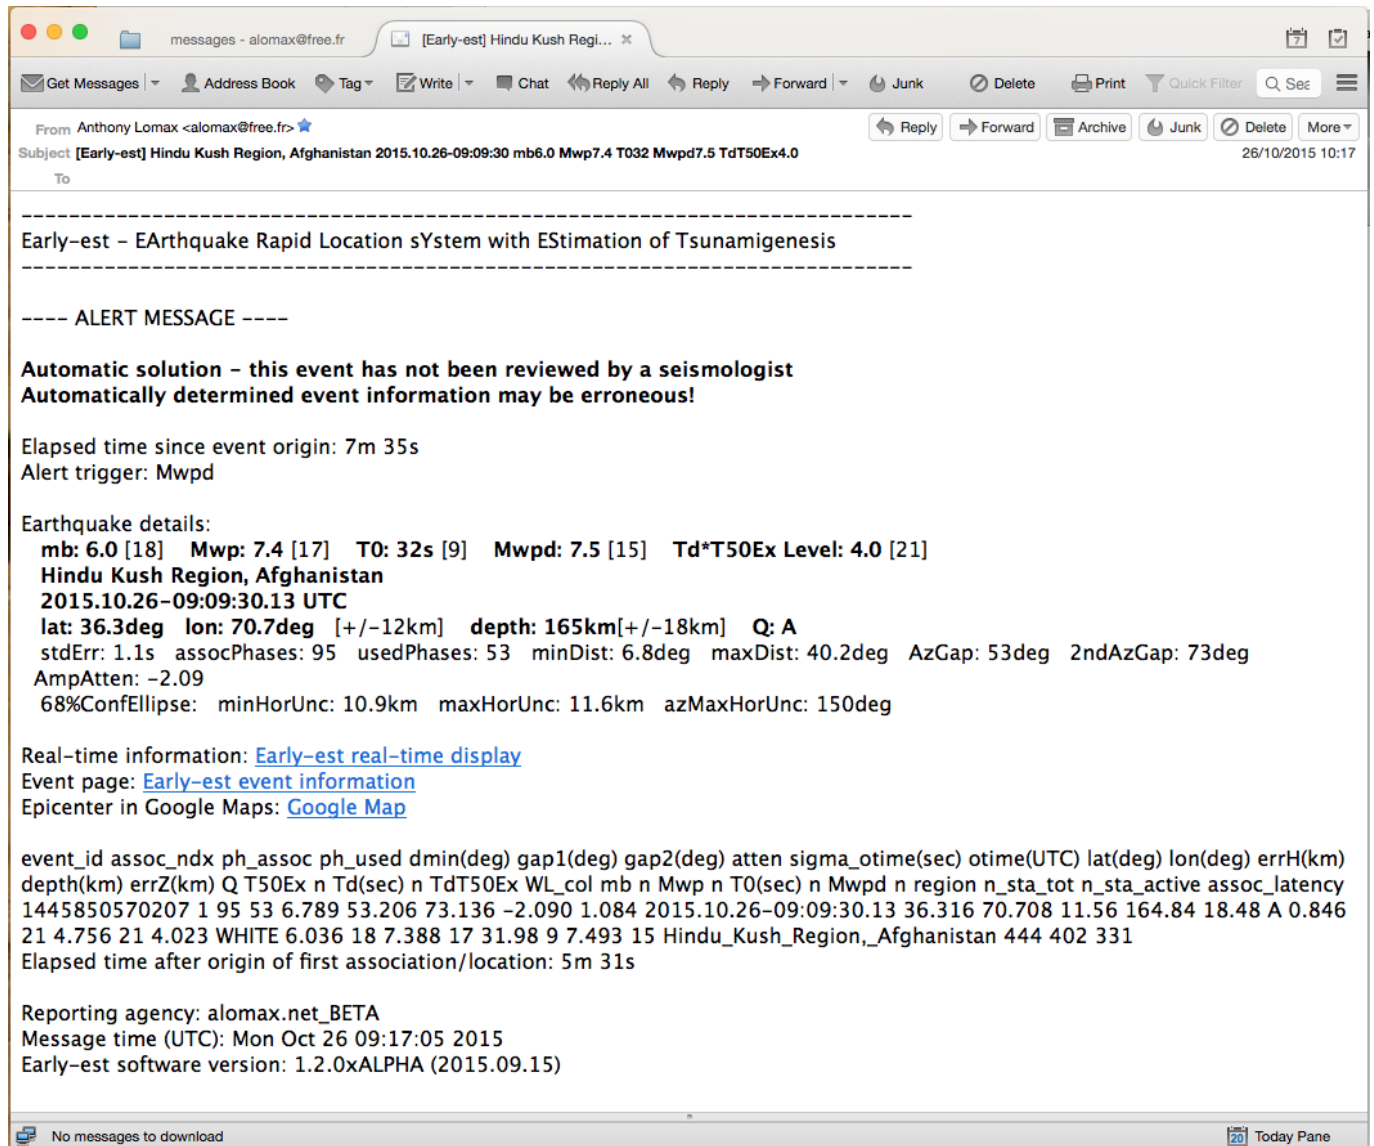 messages - alomax@free.fr
[Early-est] Hindu Kush Regi... ×
7
Get Messages
Address Book
Tag
Write
Chat
Reply All
Reply
Forward
Junk
Delete
Print
Quick Filter
From Anthony Lomax <alomax@free.fr>
Reply
Forward
Archive
Junk
Delete
More
Subject [Early-est] Hindu Kush Region, Afghanistan 2015.10.26-09:09:30 mb6.0 Mwp7.4 T032 Mwpd7.5 TdT50Ex4.0
26/10/2015 10:17
To
---------------------------------------------------------------------------
Early-est - EArthquake Rapid Location sYstem with EStimation of Tsunamigenesis
---------------------------------------------------------------------------
---- ALERT MESSAGE ----
Automatic solution - this event has not been reviewed by a seismologist
Automatically determined event information may be erroneous!
Elapsed time since event origin: 7m 35s
Alert trigger: Mwpd
Earthquake details:
mb: 6.0 [18] Mwp: 7.4 [17] T0: 32s [9] Mwpd: 7.5 [15] Td*T50Ex Level: 4.0 [21]
Hindu Kush Region, Afghanistan
2015.10.26-09:09:30.13 UTC
lat: 36.3deg lon: 70.7deg [+/-12km] depth: 165km[+/-18km] Q: A
stdErr: 1.1s assocPhases: 95 usedPhases: 53 minDist: 6.8deg maxDist: 40.2deg AzGap: 53deg 2ndAzGap: 73deg
AmpAtten: -2.09
68%ConfEllipse: minHorUnc: 10.9km maxHorUnc: 11.6km azMaxHorUnc: 150deg
Real-time information: Early-est real-time display
Event page: Early-est event information
Epicenter in Google Maps: Google Map
event_id assoc_ndx ph_assoc ph_used dmin(deg) gap1(deg) gap2(deg) atten sigma_otime(sec) otime(UTC) lat(deg) lon(deg) errH(km)
depth(km) errZ(km) Q T50Ex n Td(sec) n TdT50Ex WL_col mb n Mwp n T0(sec) n Mwpd n region n_sta_tot n_sta_active assoc_latency
1445850570207 1 95 53 6.789 53.206 73.136 -2.090 1.084 2015.10.26-09:09:30.13 36.316 70.708 11.56 164.84 18.48 A 0.846
21 4.756 21 4.023 WHITE 6.036 18 7.388 17 31.98 9 7.493 15 Hindu_Kush_Region,_Afghanistan 444 402 331
Elapsed time after origin of first association/location: 5m 31s
Reporting agency: alomax.net_BETA
Message time (UTC): Mon Oct 26 09:17:05 2015
Early-est software version: 1.2.0xALPHA (2015.09.15)
No messages to download
20 Today Pane